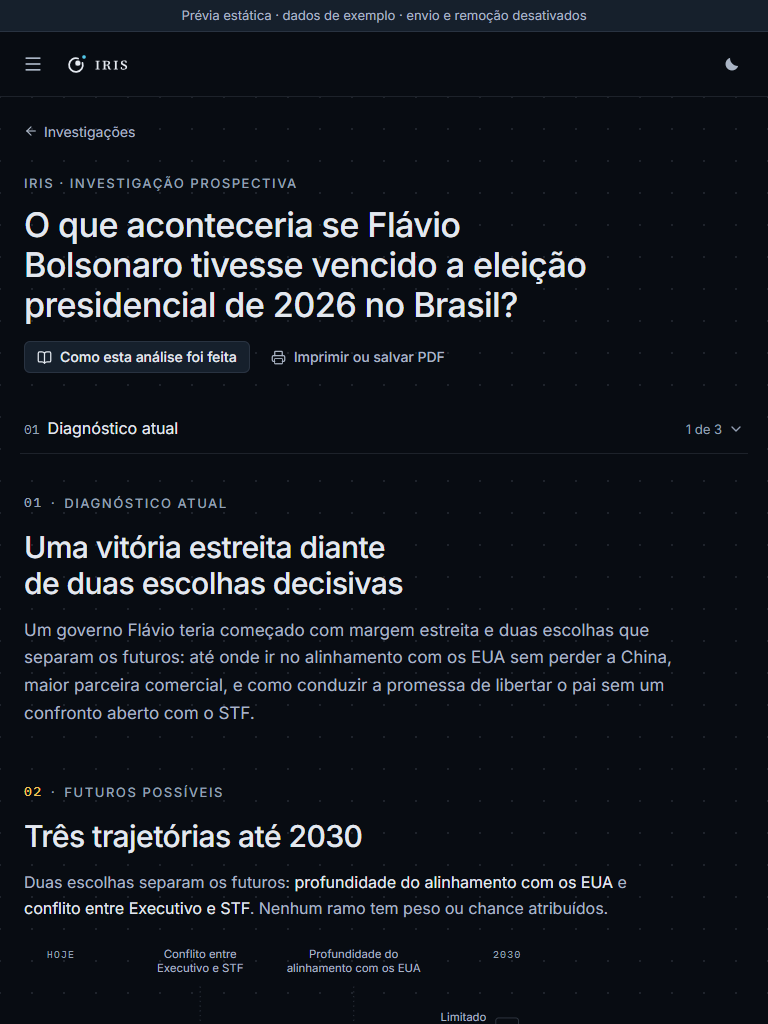 Prévia estática · dados de exemplo · envio e remoção desativados
IRIS
Investigações
IRIS · INVESTIGAÇÃO PROSPECTIVA
O que aconteceria se Flávio
Bolsonaro tivesse vencido a eleição
presidencial de 2026 no Brasil?
Como esta análise foi feita
Imprimir ou salvar PDF
01 Diagnóstico atual
1 de 3
01 · DIAGNÓSTICO ATUAL
Uma vitória estreita diante
de duas escolhas decisivas
Um governo Flávio teria começado com margem estreita e duas escolhas que
separam os futuros: até onde ir no alinhamento com os EUA sem perder a China,
maior parceira comercial, e como conduzir a promessa de libertar o pai sem um
confronto aberto com o STF.
02 · FUTUROS POSSÍVEIS
Três trajetórias até 2030
Duas escolhas separam os futuros: profundidade do alinhamento com os EUA e
conflito entre Executivo e STF. Nenhum ramo tem peso ou chance atribuídos.
HOJE
Conflito entre
Executivo e STF
Profundidade do
alinhamento com os EUA
2030
Limitado